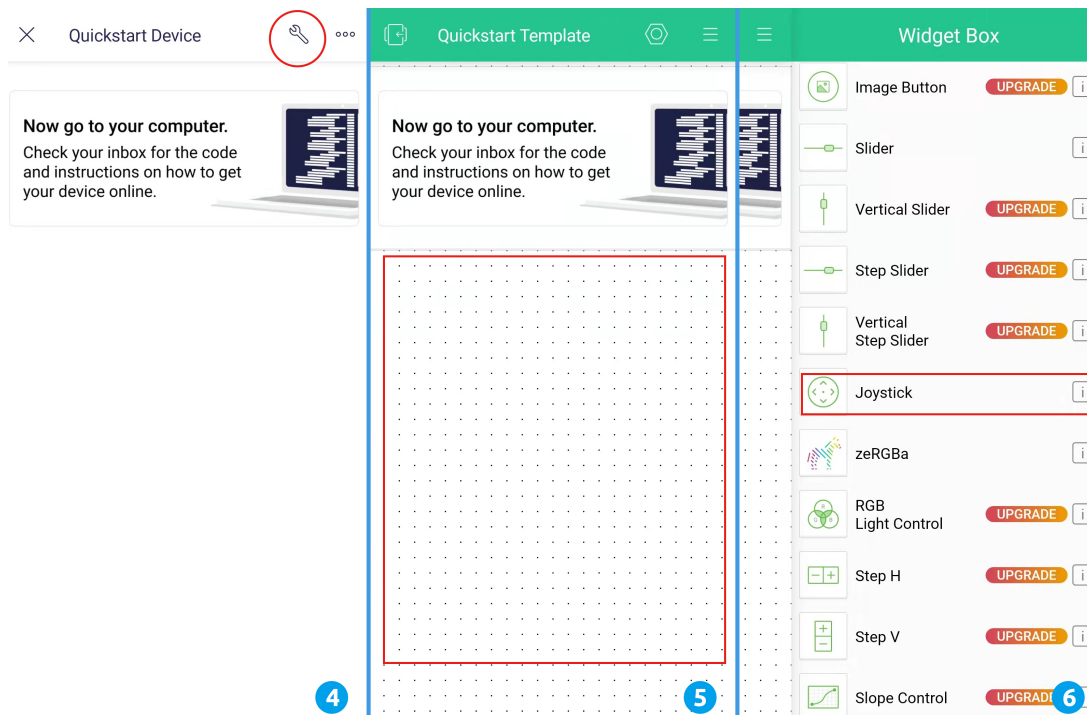 Quickstart Device
Now go to your computer.
Check your inbox for the code
and instructions on how to get
your device online.
4
Quickstart Template
Now go to your computer.
Check your inbox for the code
and instructions on how to get
your device online.
5
Widget Box
Image Button UPGRADE i
Slider i
Vertical Slider UPGRADE i
Step Slider UPGRADE i
Vertical
Step Slider UPGRADE i
Joystick i
zeRGBa i
RGB
Light Control UPGRADE i
R
G B
Step H UPGRADE i
Step V UPGRADE i
Slope Control UPGRAD
6